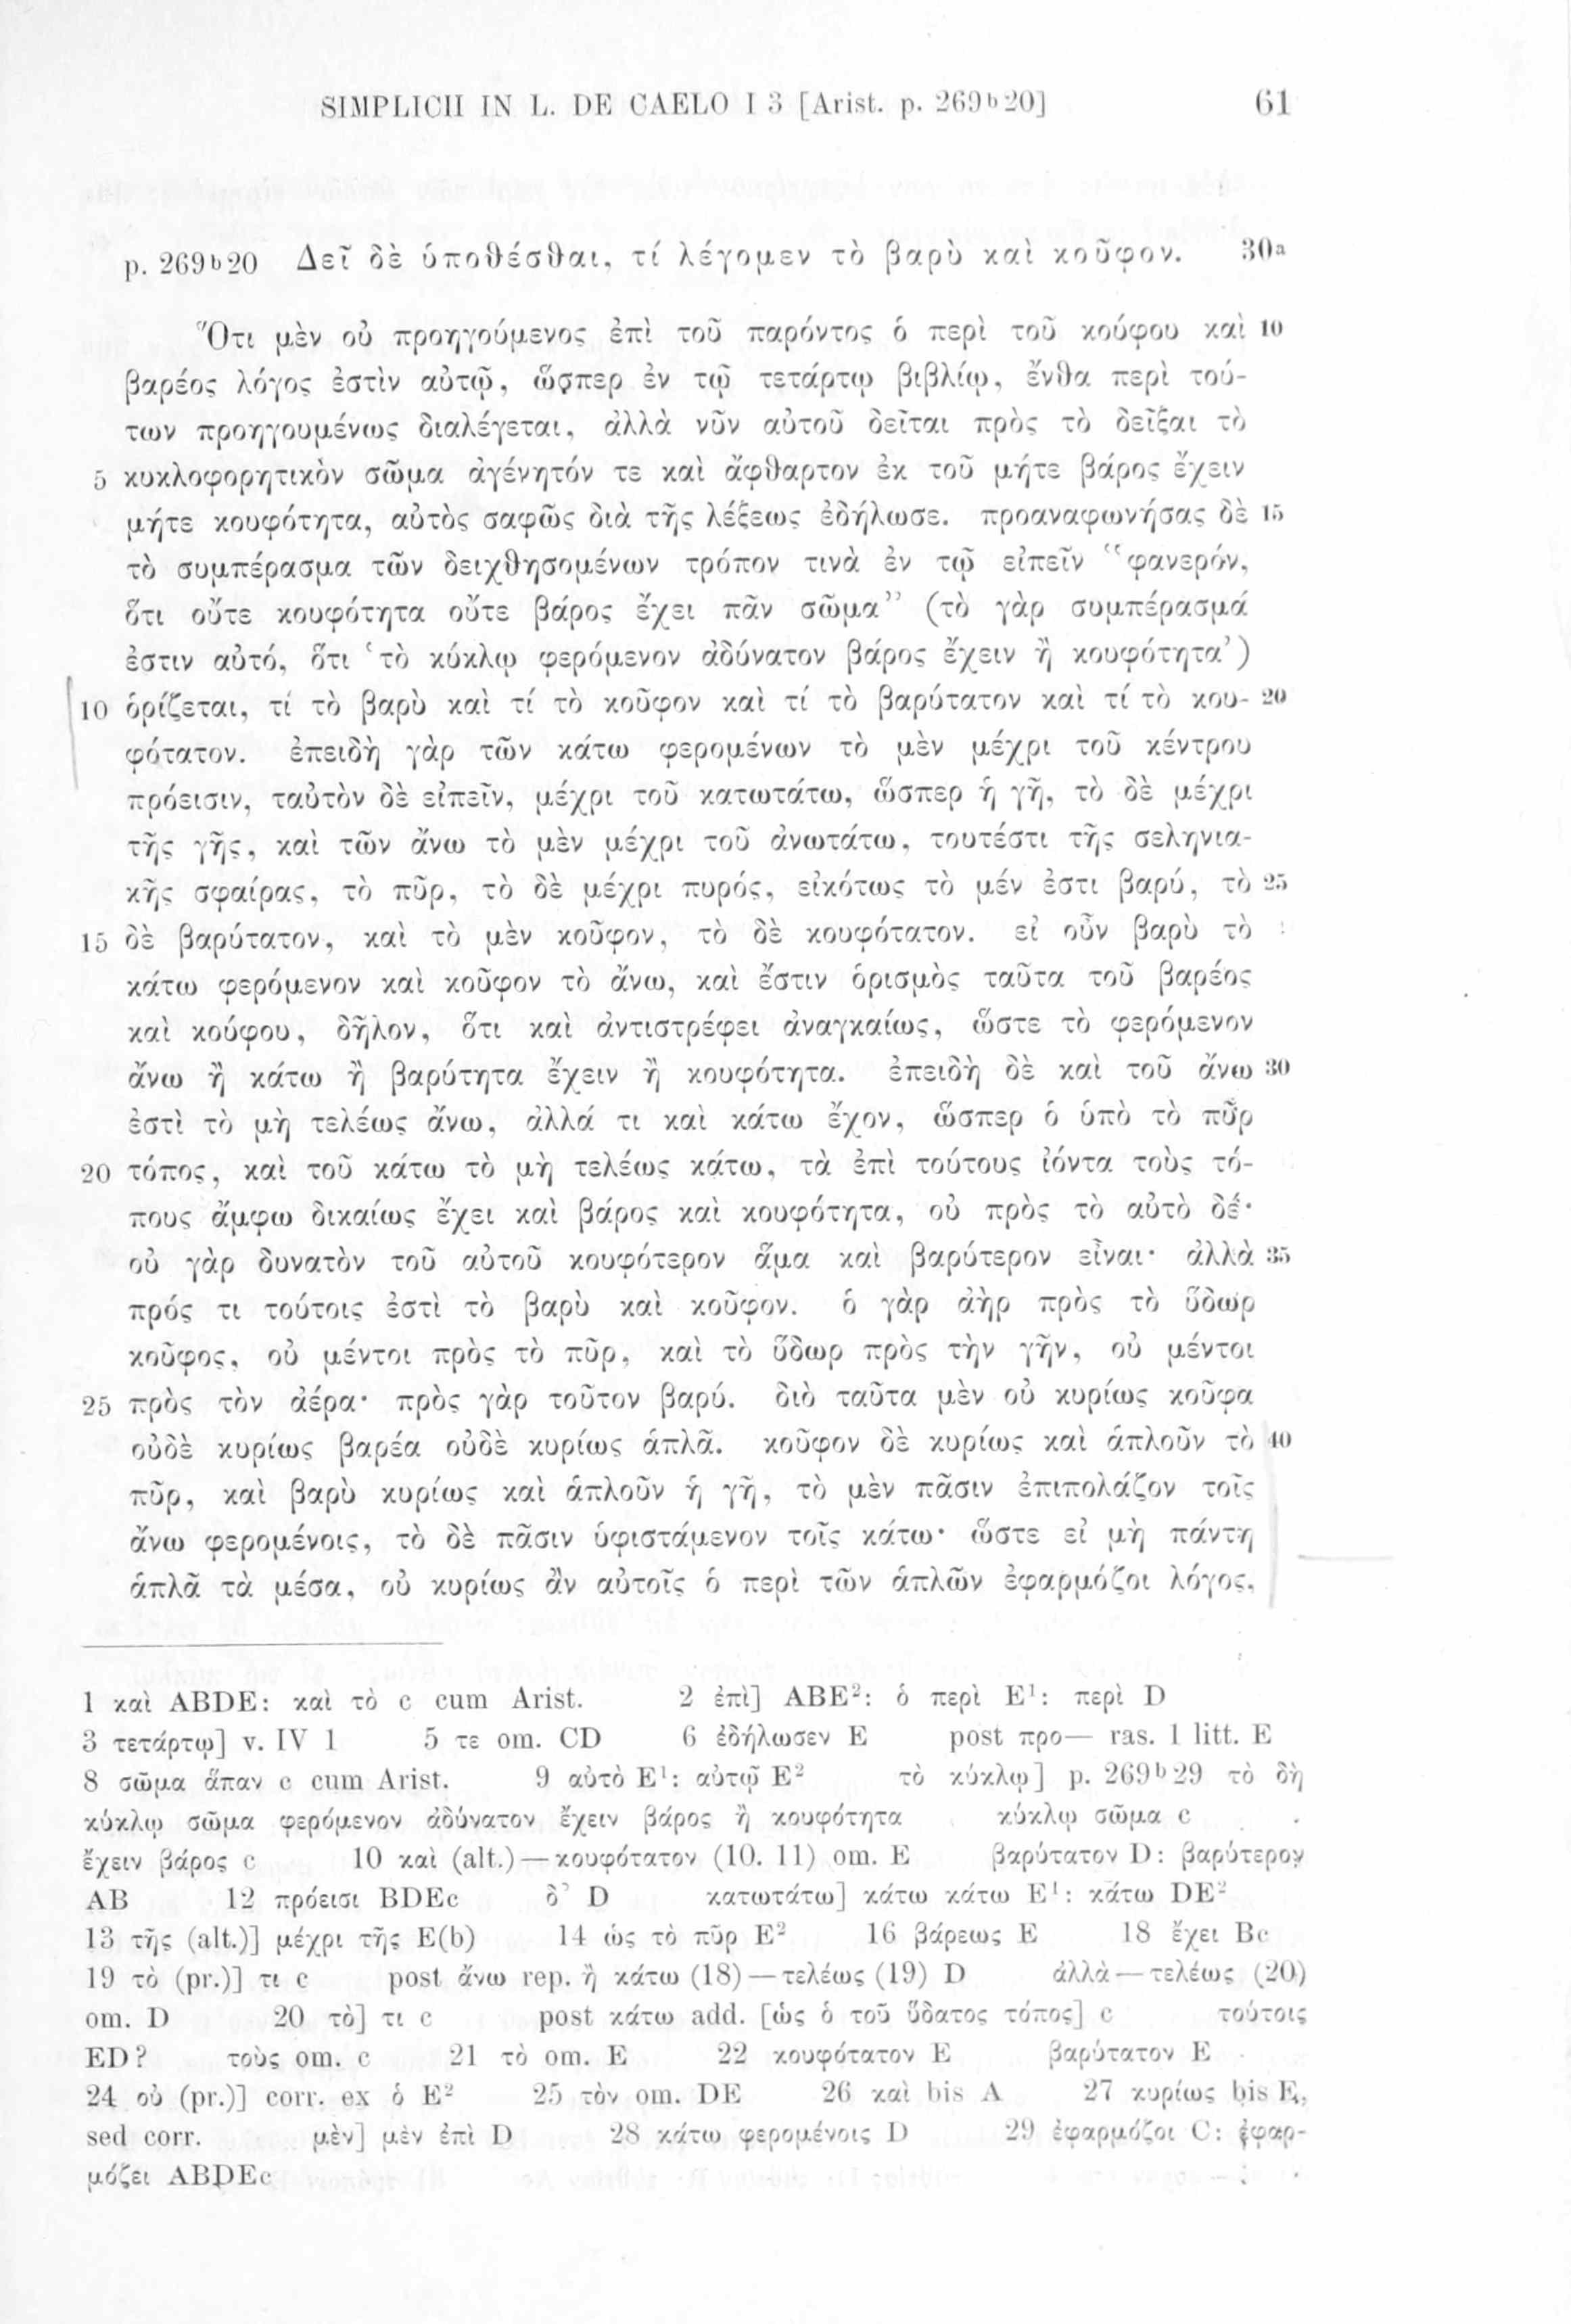 SIMPLICII IN L. DE CAELO I 3 [Arist. p. 269ᵇ20] 61
p. 269ᵇ20 Δεῖ δὲ ὑποθέσθαι, τί λέγομεν τὸ βαρὺ καὶ κοῦφον. 30ᵃ
Ὅτι μὲν οὐ προηγούμενος ἐπὶ τοῦ παρόντος ὁ περὶ τοῦ κούφου καὶ 10
βαρέος λόγος ἐστὶν αὐτῷ, ὥσπερ ἐν τῷ τετάρτῳ βιβλίῳ, ἔνθα περὶ τού-
των προηγουμένως διαλέγεται, ἀλλὰ νῦν αὐτοῦ δεῖται πρὸς τὸ δεῖξαι τὸ
5 κυκλοφορητικὸν σῶμα ἀγένητόν τε καὶ ἄφθαρτον ἐκ τοῦ μήτε βάρος ἔχειν
μήτε κουφότητα, αὐτὸς σαφῶς διὰ τῆς λέξεως ἐδήλωσε. προαναφωνήσας δὲ 15
τὸ συμπέρασμα τῶν δειχθησομένων τρόπον τινὰ ἐν τῷ εἰπεῖν “φανερόν,
ὅτι οὔτε κουφότητα οὔτε βάρος ἔχει πᾶν σῶμα” (τὸ γὰρ συμπέρασμά
ἐστιν αὐτό, ὅτι ‘τὸ κύκλῳ φερόμενον ἀδύνατον βάρος ἔχειν ἢ κουφότητα’)
10 ὁρίζεται, τί τὸ βαρὺ καὶ τί τὸ κοῦφον καὶ τί τὸ βαρύτατον καὶ τί τὸ κου- 20
φότατον. ἐπειδὴ γὰρ τῶν κάτω φερομένων τὸ μὲν μέχρι τοῦ κέντρου
πρόεισιν, ταὐτὸν δὲ εἰπεῖν, μέχρι τοῦ κατωτάτω, ὥσπερ ἡ γῆ, τὸ δὲ μέχρι
τῆς γῆς, καὶ τῶν ἄνω τὸ μὲν μέχρι τοῦ ἀνωτάτω, τουτέστι τῆς σεληνια-
κῆς σφαίρας, τὸ πῦρ, τὸ δὲ μέχρι πυρός, εἰκότως τὸ μέν ἐστι βαρύ, τὸ 25
15 δὲ βαρύτατον, καὶ τὸ μὲν κοῦφον, τὸ δὲ κουφότατον. εἰ οὖν βαρὺ τὸ
κάτω φερόμενον καὶ κοῦφον τὸ ἄνω, καὶ ἔστιν ὁρισμὸς ταῦτα τοῦ βαρέος
καὶ κούφου, δῆλον, ὅτι καὶ ἀντιστρέφει ἀναγκαίως, ὥστε τὸ φερόμενον
ἄνω ἢ κάτω ἢ βαρύτητα ἔχειν ἢ κουφότητα. ἐπειδὴ δὲ καὶ τοῦ ἄνω 30
ἐστὶ τὸ μὴ τελέως ἄνω, ἀλλά τι καὶ κάτω ἔχον, ὥσπερ ὁ ὑπὸ τὸ πῦρ
20 τόπος, καὶ τοῦ κάτω τὸ μὴ τελέως κάτω, τὰ ἐπὶ τούτους ἰόντα τοὺς τό-
πους ἄμφω δικαίως ἔχει καὶ βάρος καὶ κουφότητα, οὐ πρὸς τὸ αὐτὸ δέ·
οὐ γὰρ δυνατὸν τοῦ αὐτοῦ κουφότερον ἅμα καὶ βαρύτερον εἶναι· ἀλλὰ 35
πρός τι τούτοις ἐστὶ τὸ βαρὺ καὶ κοῦφον. ὁ γὰρ ἀὴρ πρὸς τὸ ὕδωρ
κοῦφος, οὐ μέντοι πρὸς τὸ πῦρ, καὶ τὸ ὕδωρ πρὸς τὴν γῆν, οὐ μέντοι
25 πρὸς τὸν ἀέρα· πρὸς γὰρ τοῦτον βαρύ. διὸ ταῦτα μὲν οὐ κυρίως κοῦφα
οὐδὲ κυρίως βαρέα οὐδὲ κυρίως ἁπλᾶ. κοῦφον δὲ κυρίως καὶ ἁπλοῦν τὸ 40
πῦρ, καὶ βαρὺ κυρίως καὶ ἁπλοῦν ἡ γῆ, τὸ μὲν πᾶσιν ἐπιπολάζον τοῖς
ἄνω φερομένοις, τὸ δὲ πᾶσιν ὑφιστάμενον τοῖς κάτω· ὥστε εἰ μὴ πάντη
ἁπλᾶ τὰ μέσα, οὐ κυρίως ἂν αὐτοῖς ὁ περὶ τῶν ἁπλῶν ἐφαρμόζοι λόγος,
1 καὶ ABDE: καὶ τὸ c cum Arist. 2 ἐπὶ] ABE²: ὁ περὶ E¹: περὶ D
3 τετάρτῳ] v. IV 1 5 τε om. CD 6 ἐδήλωσεν E post προ— ras. 1 litt. E
8 σῶμα ἅπαν c cum Arist. 9 αὐτὸ E¹: αὐτῷ E² τὸ κύκλῳ] p. 269ᵇ29 τὸ δὴ
κύκλῳ σῶμα φερόμενον ἀδύνατον ἔχειν βάρος ἢ κουφότητα κύκλῳ σῶμα c
ἔχειν βάρος c 10 καὶ (alt.)—κουφότατον (10. 11) om. E βαρύτατον D: βαρύτερον
AB 12 πρόεισι BDEc δ’ D κατωτάτω] κάτω κάτω E¹: κάτω DE²
13 τῆς (alt.)] μέχρι τῆς E(b) 14 ὡς τὸ πῦρ E² 16 βάρεως E 18 ἔχει Bc
19 τὸ (pr.)] τι c post ἄνω rep. ἢ κάτω (18)—τελέως (19) D ἀλλὰ—τελέως (20)
om. D 20 τὸ] τι c post κάτω add. [ὡς ὁ τοῦ ὕδατος τόπος] c τούτοις
ED? τοὺς om. c 21 τὸ om. E 22 κουφότατον E βαρύτατον E
24 οὐ (pr.)] corr. ex ὁ E² 25 τὸν om. DE 26 καὶ bis A 27 κυρίως bis E,
sed corr. μὲν] μὲν ἐπὶ D 28 κάτω φερομένοις D 29 ἐφαρμόζοι C: ἐφαρ-
μόζει ABDEc